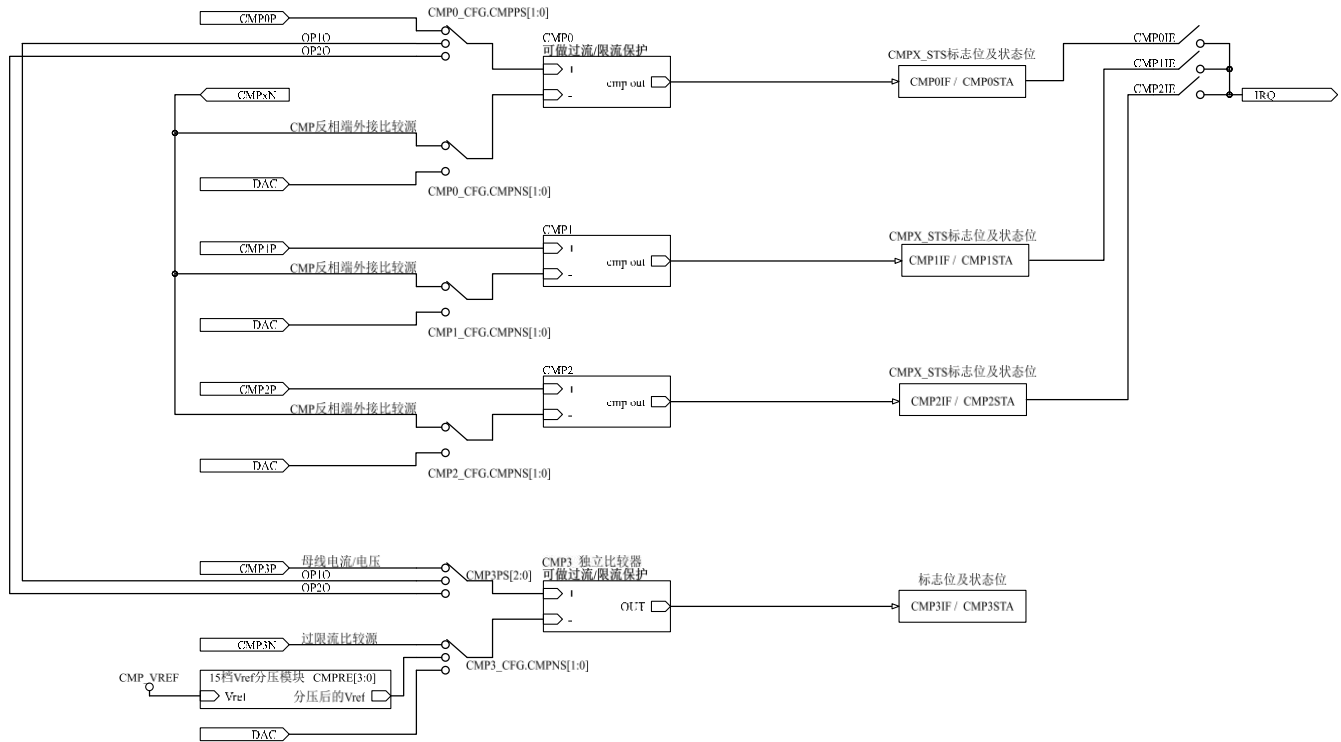 CMP0P
CMP0_CFG.CMPPS[1:0]
OP1O
OP2O
CMP0
可做过流/限流保护
+
-
cmp out
CMPX_STS标志位及状态位
CMP0IF / CMP0STA
CMP0IE
CMP1IE
CMP2IE
IRQ
CMPxN
CMP反相端外接比较源
DAC
CMP0_CFG.CMPNS[1:0]
CMP1P
CMP1
+
-
cmp out
CMPX_STS标志位及状态位
CMP1IF / CMP1STA
CMP反相端外接比较源
DAC
CMP1_CFG.CMPNS[1:0]
CMP2P
CMP2
+
-
cmp out
CMPX_STS标志位及状态位
CMP2IF / CMP2STA
CMP反相端外接比较源
DAC
CMP2_CFG.CMPNS[1:0]
CMP3P
母线电流/电压
OP1O
OP2O
CMP3PS[2:0]
CMP3 独立比较器
可做过流/限流保护
+
-
OUT
标志位及状态位
CMP3IF / CMP3STA
CMP3N
过限流比较源
CMP3_CFG.CMPNS[1:0]
CMP_VREF
15档Vref分压模块 CMPRE[3:0]
Vref
分压后的Vref
DAC